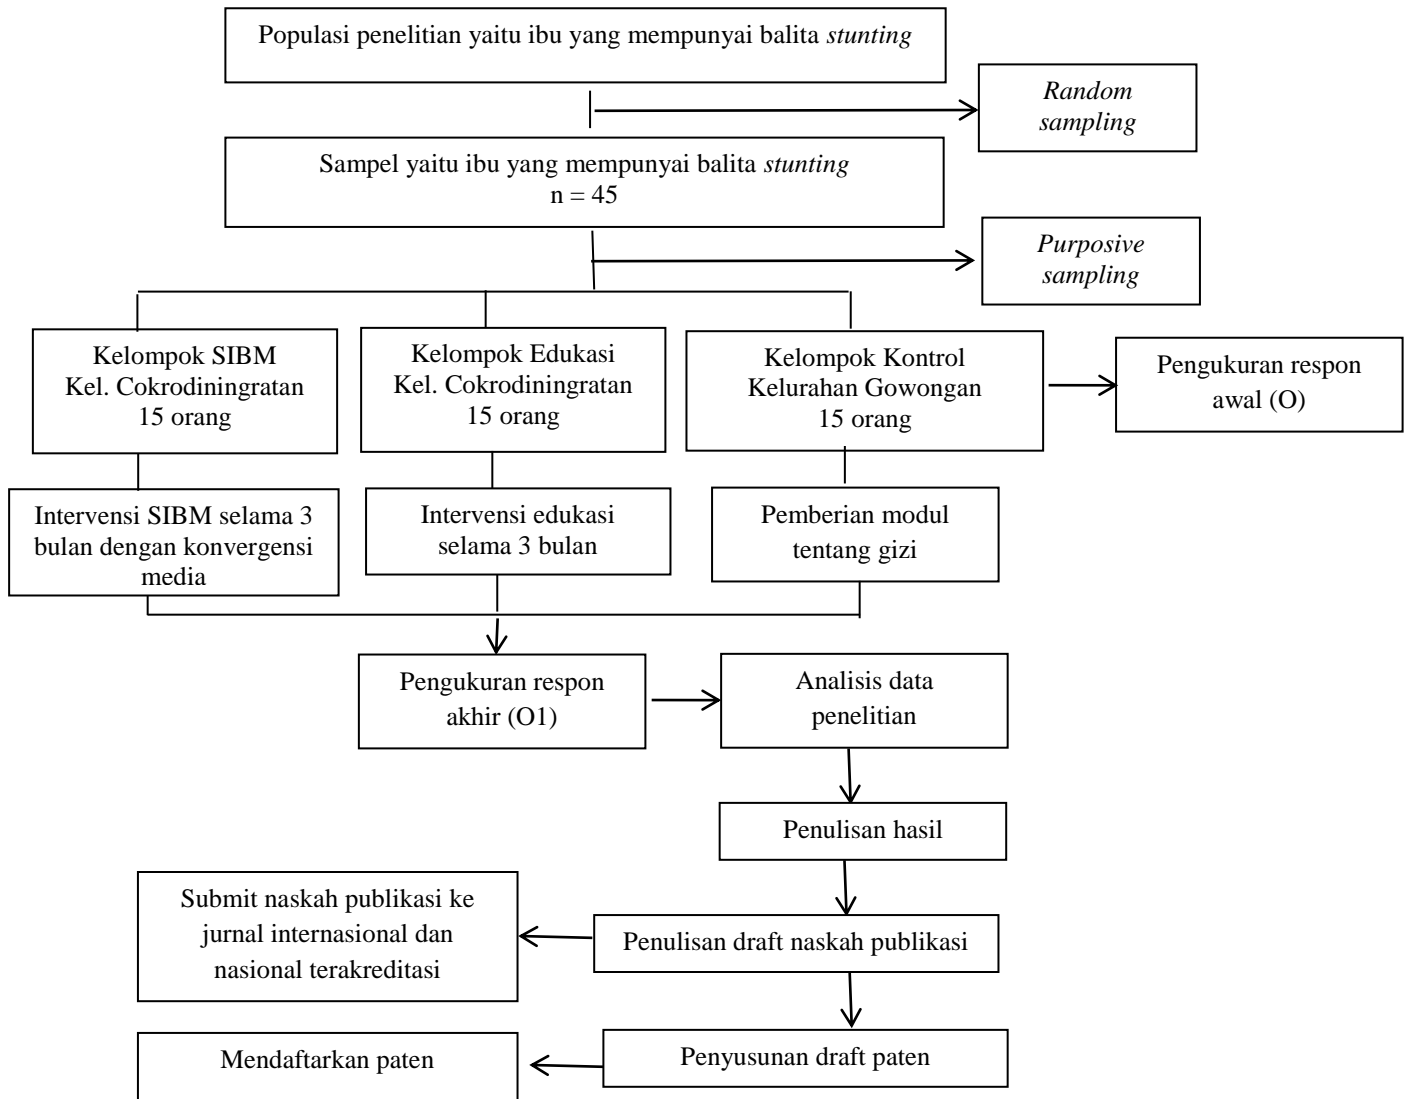 Populasi penelitian yaitu ibu yang mempunyai balita stunting
Random
sampling
Sampel yaitu ibu yang mempunyai balita stunting
n = 45
Purposive
sampling
Kelompok SIBM
Kel. Cokrodiningratan
15 orang
Kelompok Edukasi
Kel. Cokrodiningratan
15 orang
Kelompok Kontrol
Kelurahan Gowongan
15 orang
Pengukuran respon
awal (O)
Intervensi SIBM selama 3
bulan dengan konvergensi
media
Intervensi edukasi
selama 3 bulan
Pemberian modul
tentang gizi
Pengukuran respon
akhir (O1)
Analisis data
penelitian
Penulisan hasil
Submit naskah publikasi ke
jurnal internasional dan
nasional terakreditasi
Penulisan draft naskah publikasi
Mendaftarkan paten
Penyusunan draft paten